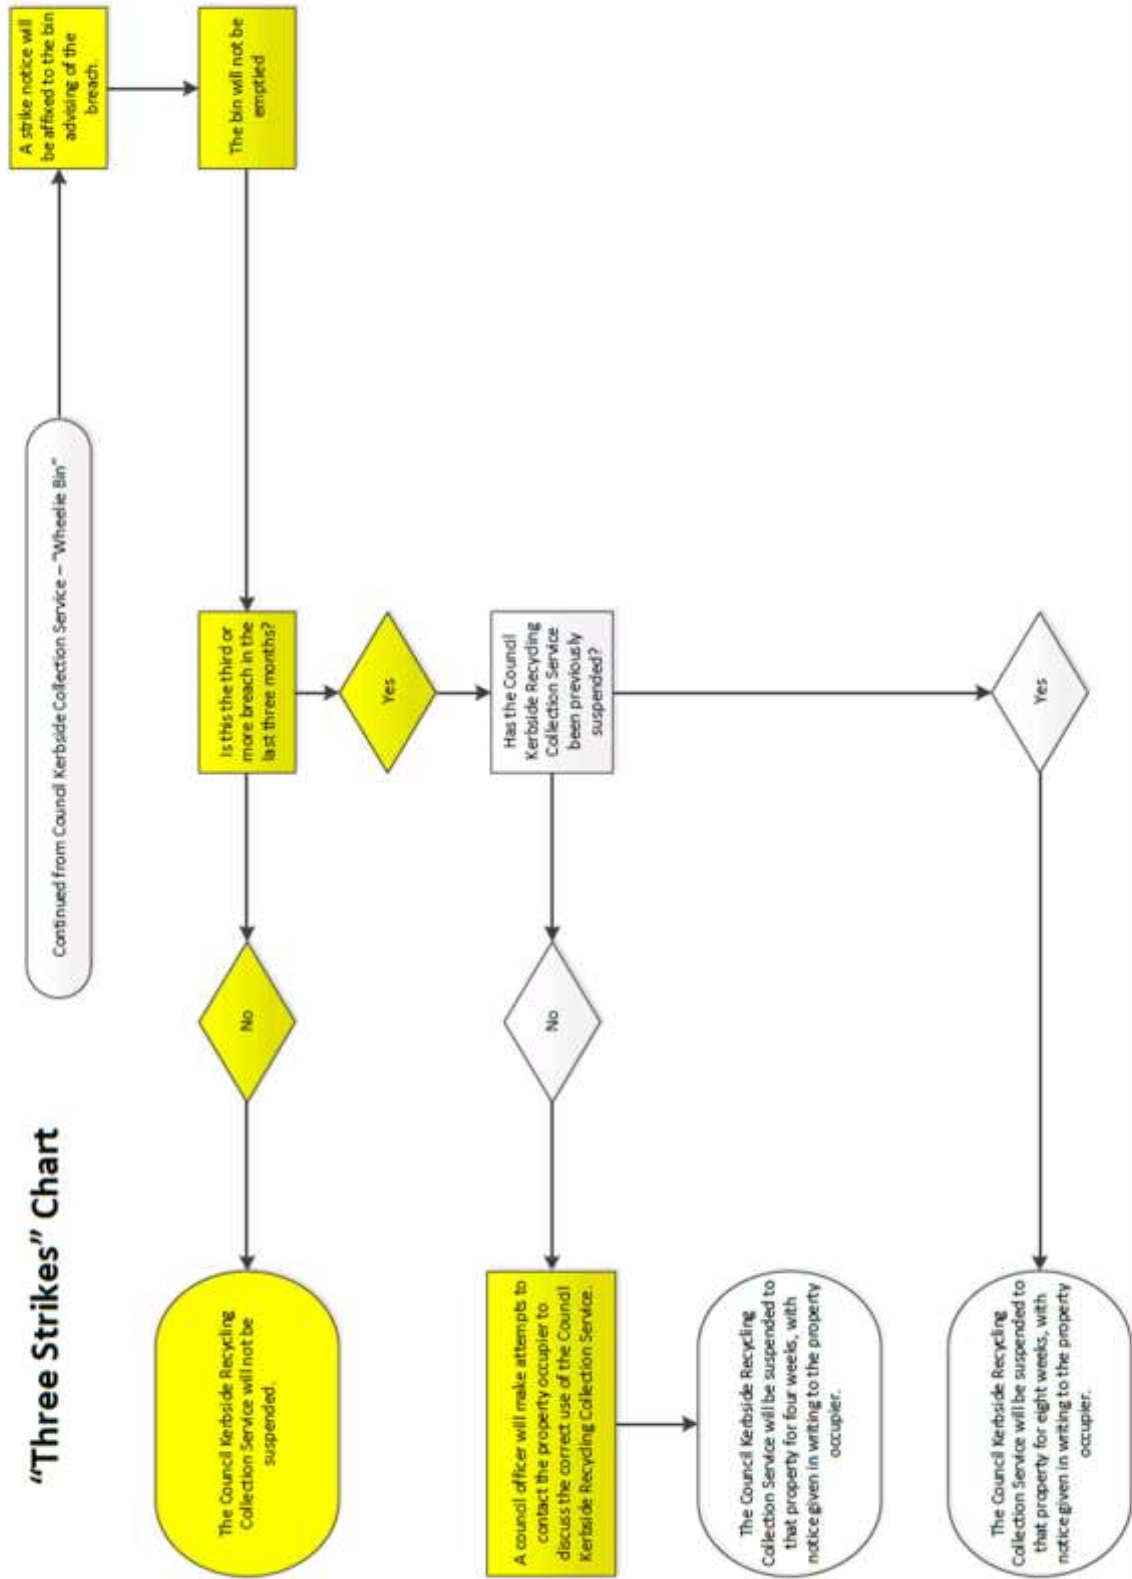 "Three Strikes" Chart
Continued from Council Kerbside Collection Service – "Wheelie Bin"
A strike notice will
be affixed to the bin
advising of the
breach.
The bin will not be
emptied
Is this the third or
more breach in the
last three months?
No
The Council Kerbside Recycling
Collection Service will not be
suspended.
Yes
Has the Council
Kerbside Recycling
Collection Service
been previously
suspended?
No
A council officer will make attempts to
contact the property occupier to
discuss the correct use of the Council
Kerbside Recycling Collection Service.
The Council Kerbside Recycling
Collection Service will be suspended to
that property for four weeks, with
notice given in writing to the property
occupier.
Yes
The Council Kerbside Recycling
Collection Service will be suspended to
that property for eight weeks, with
notice given in writing to the property
occupier.